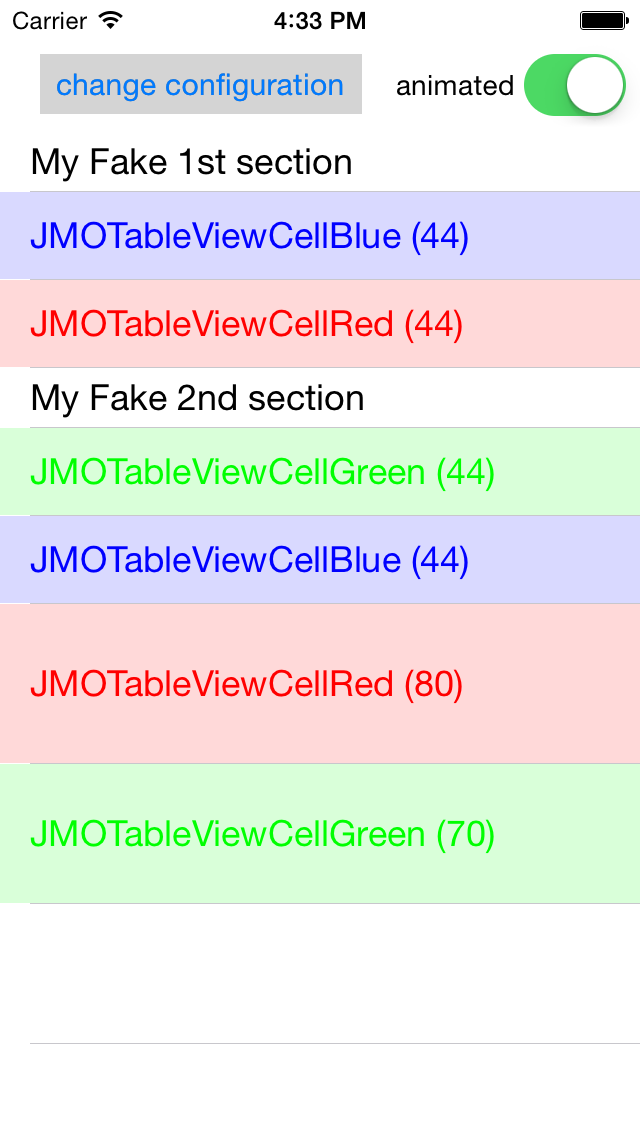 Carrier 4:33 PM
change configuration animated
My Fake 1st section
JMOTableViewCellBlue (44)
JMOTableViewCellRed (44)
My Fake 2nd section
JMOTableViewCellGreen (44)
JMOTableViewCellBlue (44)
JMOTableViewCellRed (80)
JMOTableViewCellGreen (70)